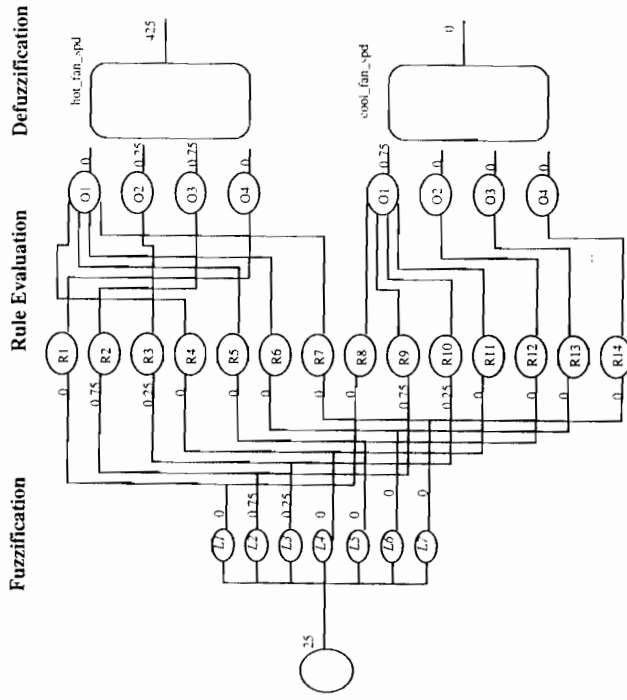 Fuzzification
Rule Evaluation
Defuzzification
25
L1
0
L2
0.75
L3
0.25
L4
0
L5
0
L6
0
L7
0
0
R1
0.75
R2
0.25
R3
0
R4
0
R5
0
R6
0
R7
0
R8
0.75
R9
0.25
R10
0
R11
0
R12
0
R13
0
R14
O1
0
O2
0.25
O3
0.75
O4
0
hot_fan_spd
425
O1
0.75
O2
0
O3
0
O4
0
cool_fan_spd
0